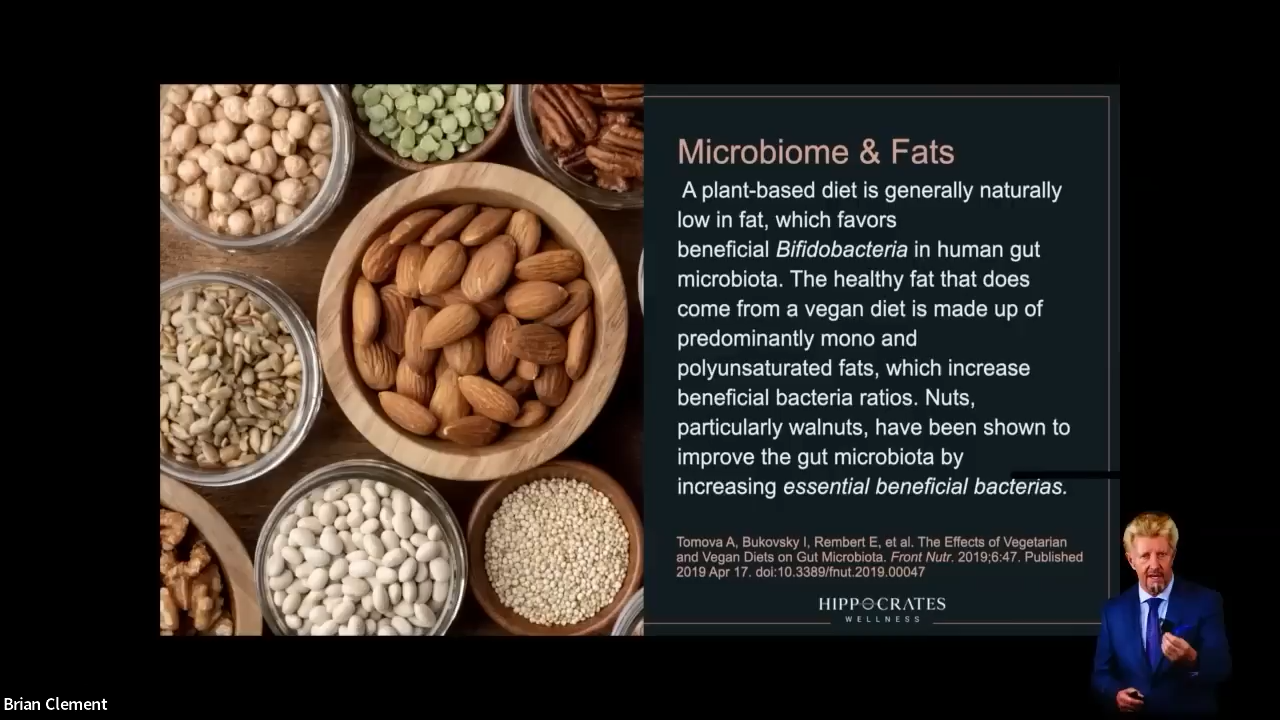 Microbiome & Fats
A plant-based diet is generally naturally
low in fat, which favors
beneficial Bifidobacteria in human gut
microbiota. The healthy fat that does
come from a vegan diet is made up of
predominantly mono and
polyunsaturated fats, which increase
beneficial bacteria ratios. Nuts,
particularly walnuts, have been shown to
improve the gut microbiota by
increasing essential beneficial bacterias.
Tomova A, Bukovsky I, Rembert E, et al. The Effects of Vegetarian
and Vegan Diets on Gut Microbiota. Front Nutr. 2019;6:47. Published
2019 Apr 17. doi:10.3389/fnut.2019.00047
HIPPOCRATES
WELLNESS
Brian Clement